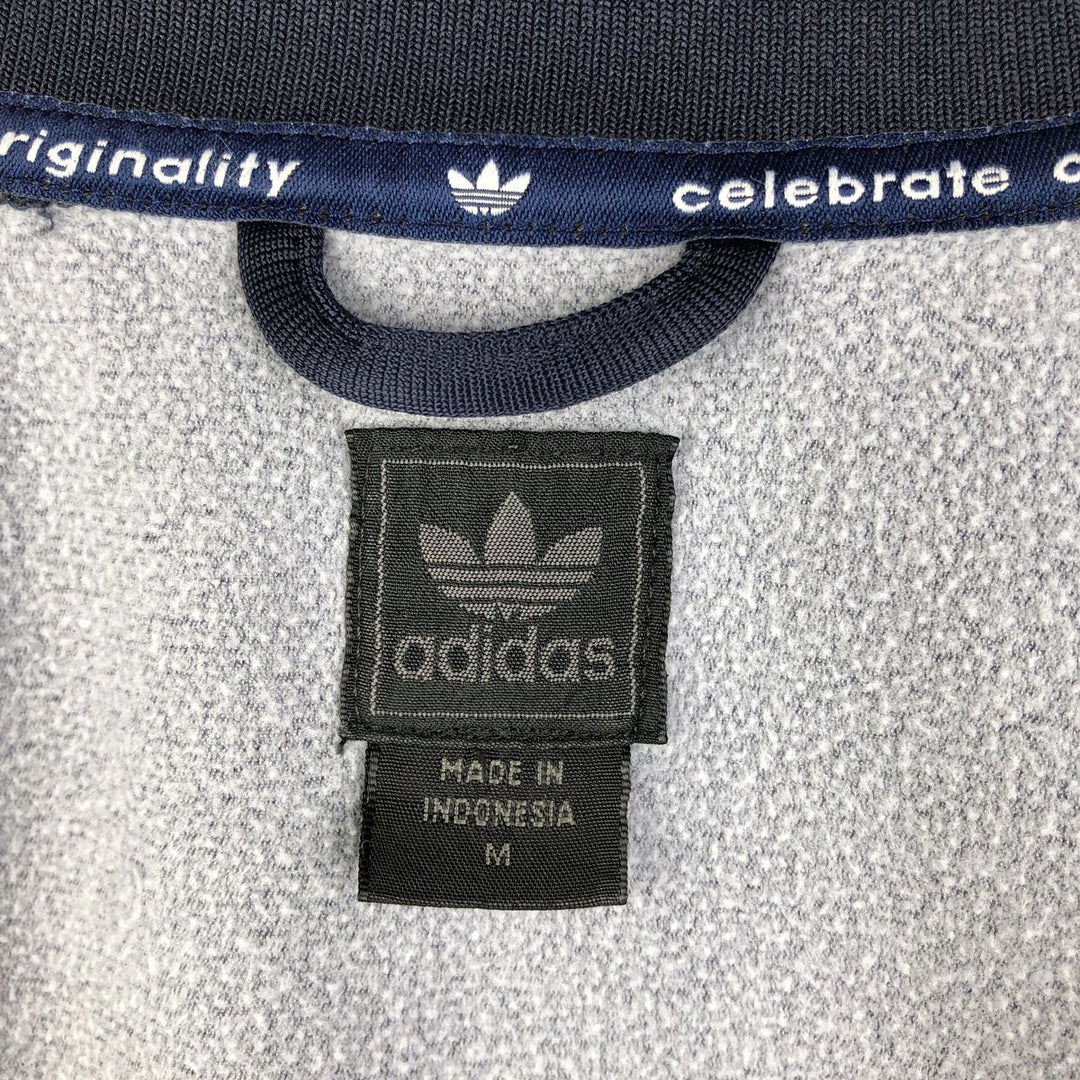 riginality celebrate o
adidas
MADE IN
INDONESIA
M